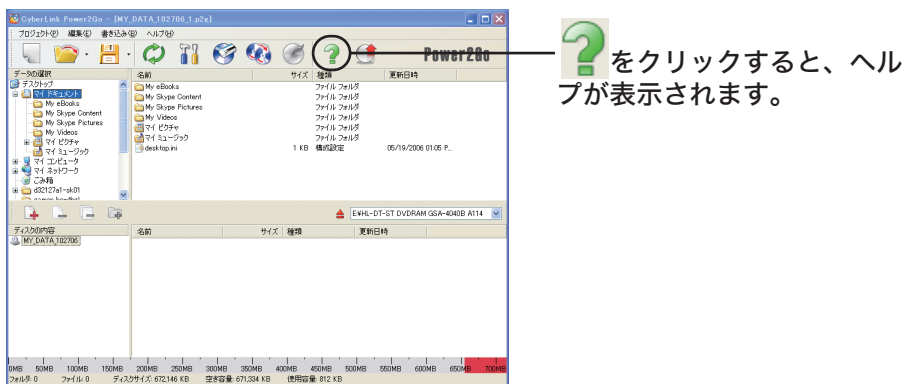 CyberLink Power2Go - [MY_DATA_102706_1.p2g]
プロジェクト(P) 編集(E) 書き込み(B) ヘルプ(H)
Power2Go
データの選択
デスクトップ
マイ ドキュメント
My eBooks
My Skype Content
My Skype Pictures
My Videos
マイ ピクチャ
マイ ミュージック
マイ コンピュータ
マイ ネットワーク
ごみ箱
d32127a1-sk01
名前 サイズ 種類 更新日時
My eBooks ファイル フォルダ
My Skype Content ファイル フォルダ
My Skype Pictures ファイル フォルダ
My Videos ファイル フォルダ
マイ ピクチャ ファイル フォルダ
マイ ミュージック ファイル フォルダ
desktop.ini 1 KB 構成設定 05/19/2006 01:05 P...
E¥HL-DT-ST DVDRAM GSA-4040B A114
ディスクの内容
MY_DATA_102706
名前 サイズ 種類 更新日時
0MB 50MB 100MB 150MB 200MB 250MB 300MB 350MB 400MB 450MB 500MB 550MB 600MB 650MB 700MB
フォルダ: 0 ファイル: 0 ディスクサイズ: 672,146 KB 空き容量: 671,334 KB 使用容量: 812 KB
をクリックすると、ヘル
プが表示されます。